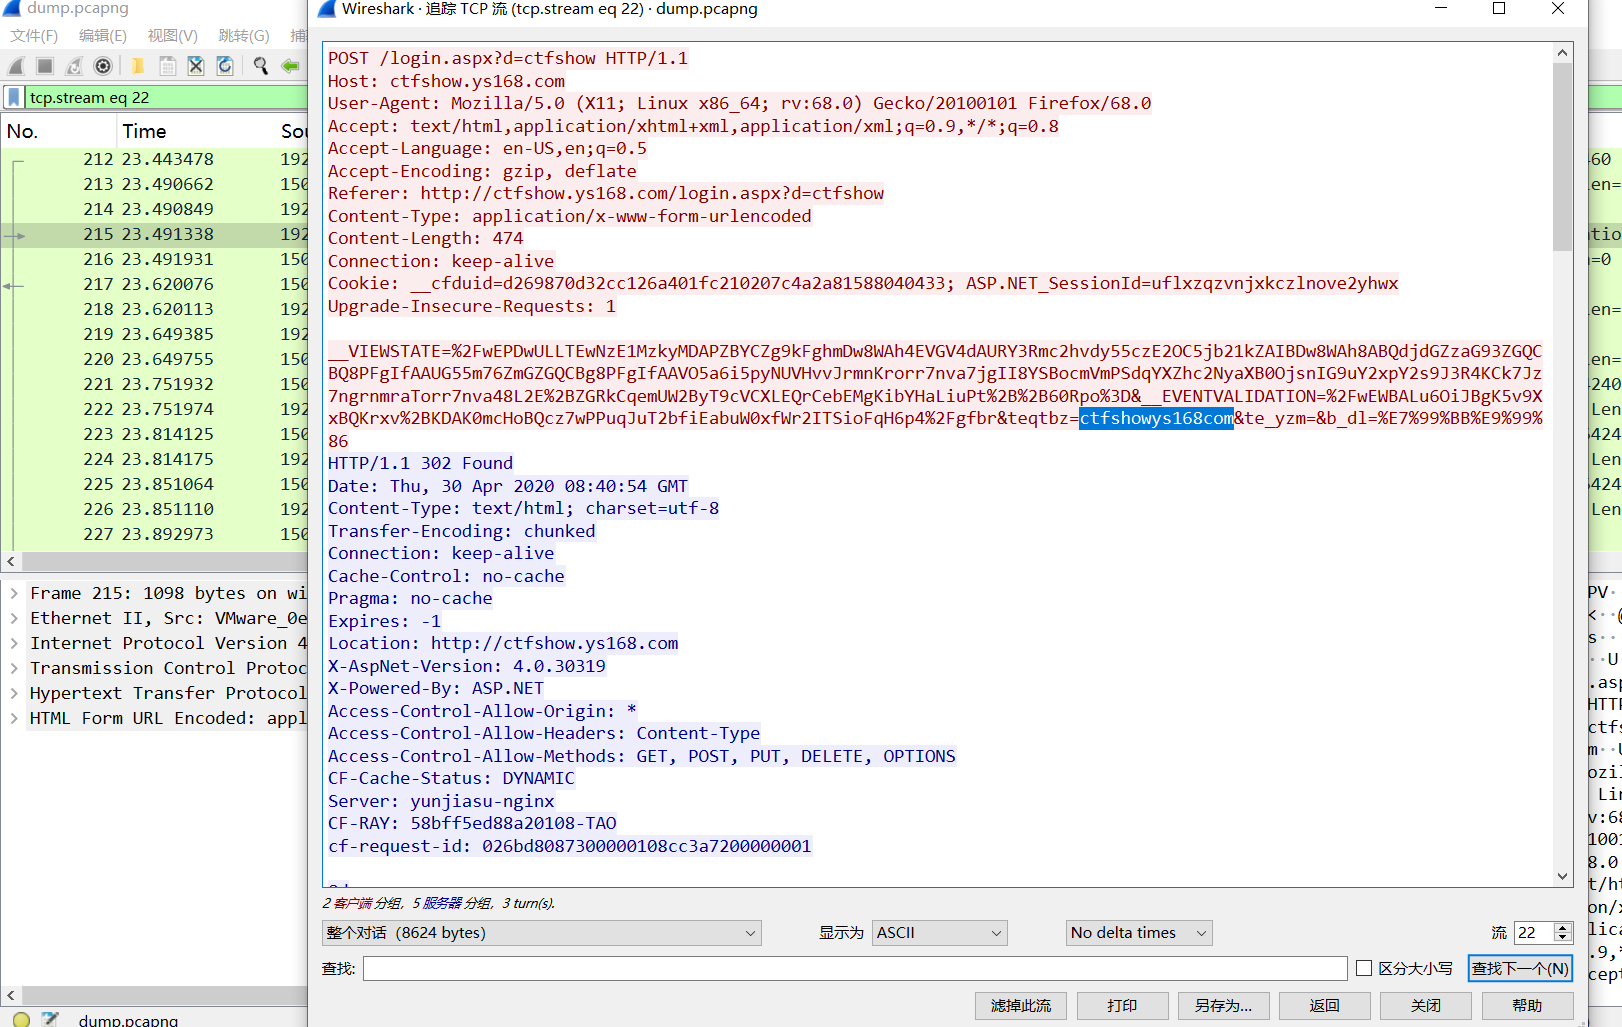 dump.pcapng
文件(F) 编辑(E) 视图(V) 跳转(G)
tcp.stream eq 22
No. Time
212 23.443478 192
213 23.490662 150
214 23.490849 192
215 23.491338 192
216 23.491931 150
217 23.620076 150
218 23.620113 192
219 23.649385 192
220 23.649755 192
221 23.751932 150
222 23.751974 192
223 23.814125 150
224 23.814175 192
225 23.851064 150
226 23.851110 192
227 23.892973 150
Frame 215: 1098 bytes on wi
Ethernet II, Src: VMware_0e
Internet Protocol Version 4
Transmission Control Protoc
Hypertext Transfer Protocol
HTML Form URL Encoded: appl
dump.pcapng
Wireshark · 追踪 TCP 流 (tcp.stream eq 22) · dump.pcapng
POST /login.aspx?d=ctfshow HTTP/1.1
Host: ctfshow.ys168.com
User-Agent: Mozilla/5.0 (X11; Linux x86_64; rv:68.0) Gecko/20100101 Firefox/68.0
Accept: text/html,application/xhtml+xml,application/xml;q=0.9,*/*;q=0.8
Accept-Language: en-US,en;q=0.5
Accept-Encoding: gzip, deflate
Referer: http://ctfshow.ys168.com/login.aspx?d=ctfshow
Content-Type: application/x-www-form-urlencoded
Content-Length: 474
Connection: keep-alive
Cookie: __cfduid=d269870d32cc126a401fc210207c4a2a81588040433; ASP.NET_SessionId=uflxzqzvnjxkczlnove2yhwx
Upgrade-Insecure-Requests: 1
__VIEWSTATE=%2FwEPDwULLTEwNzE1MzkyMDAPZBYCZg9kFghmDw8WAh4EVGV4dAURY3Rmc2hvdy55czE2OC5jb21kZAIBDw8WAh8ABQdjdGZzaG93ZGQC
BQ8PFgIfAAUG55m76ZmGZGQCBg8PFgIfAAVO5a6i5pyNUVHvvJrmnKrorr7nva7jgII8YSBocmVmPSdqYXZhc2NyaXB0OjsnIG9uY2xpY2s9J3R4KCk7Jz
7ngrnmraTorr7nva48L2E%2BZGRkCqemUW2ByT9cVCXLEQrCebEMgKibYHaLiuPt%2B%2B60Rpo%3D&__EVENTVALIDATION=%2FwEWBALu6OiJBgK5v9X
xBQKrxv%2BKDAK0mcHoBQcz7wPPuqJuT2bfiEabuW0xfWr2ITSioFqH6p4%2Fgfbr&teqtbz=ctfshowys168com&te_yzm=&b_dl=%E7%99%BB%E9%99%
86
HTTP/1.1 302 Found
Date: Thu, 30 Apr 2020 08:40:54 GMT
Content-Type: text/html; charset=utf-8
Transfer-Encoding: chunked
Connection: keep-alive
Cache-Control: no-cache
Pragma: no-cache
Expires: -1
Location: http://ctfshow.ys168.com
X-AspNet-Version: 4.0.30319
X-Powered-By: ASP.NET
Access-Control-Allow-Origin: *
Access-Control-Allow-Headers: Content-Type
Access-Control-Allow-Methods: GET, POST, PUT, DELETE, OPTIONS
CF-Cache-Status: DYNAMIC
Server: yunjiasu-nginx
CF-RAY: 58bff5ed88a20108-TAO
cf-request-id: 026bd8087300000108cc3a7200000001
2 客户端 分组, 5 服务器 分组, 3 turn(s).
整个对话 (8624 bytes) 显示为 ASCII No delta times 流 22
查找: 区分大小写 查找下一个(N)
滤掉此流 打印 另存为... 返回 关闭 帮助